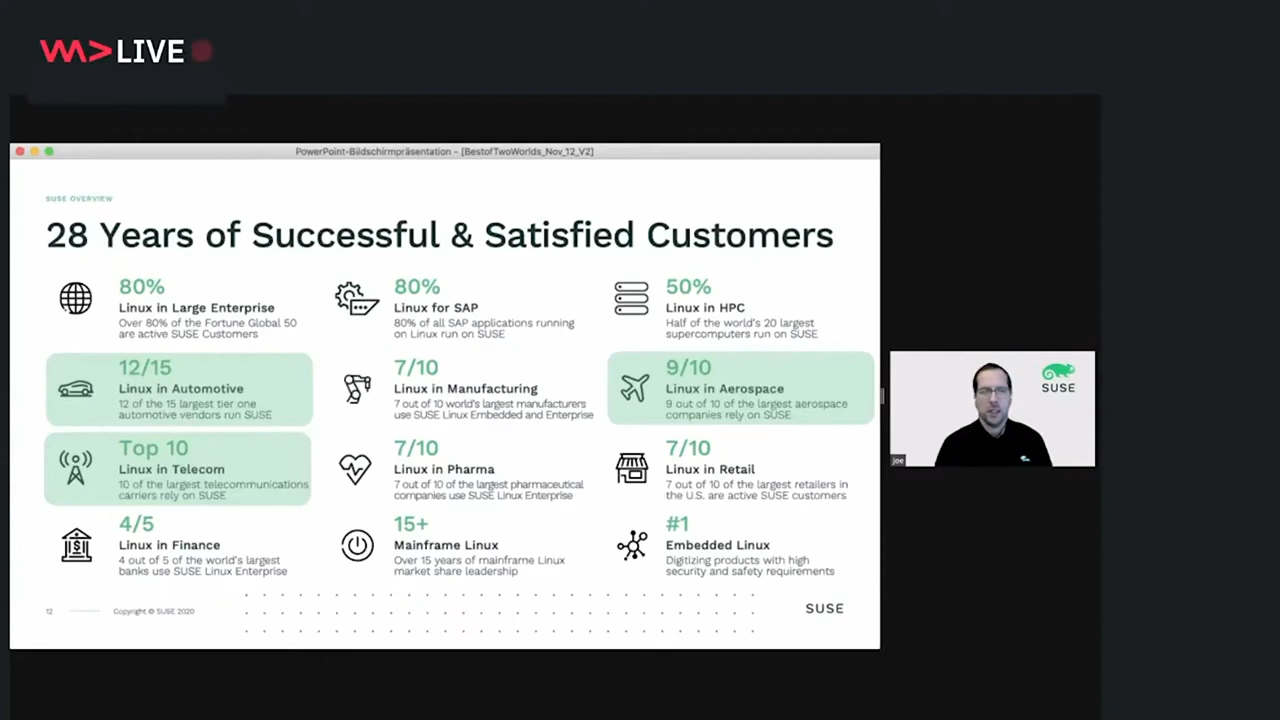 LIVE
PowerPoint-Bildschirmpräsentation - [BestofTwoWorlds_Nov_12_V2]
SUSE OVERVIEW
28 Years of Successful & Satisfied Customers
80%
Linux in Large Enterprise
Over 80% of the Fortune Global 50
are active SUSE Customers
80%
Linux for SAP
80% of all SAP applications running
on Linux run on SUSE
50%
Linux in HPC
Half of the world's 20 largest
supercomputers run on SUSE
12/15
Linux in Automotive
12 of the 15 largest tier one
automotive vendors run SUSE
7/10
Linux in Manufacturing
7 out of 10 world's largest manufacturers
use SUSE Linux Embedded and Enterprise
9/10
Linux in Aerospace
9 out of 10 of the largest aerospace
companies rely on SUSE
Top 10
Linux in Telecom
10 of the largest telecommunications
carriers rely on SUSE
7/10
Linux in Pharma
7 out of 10 of the largest pharmaceutical
companies use SUSE Linux Enterprise
7/10
Linux in Retail
7 out of 10 of the largest retailers in
the U.S. are active SUSE customers
4/5
Linux in Finance
4 out of 5 of the world's largest
banks use SUSE Linux Enterprise
15+
Mainframe Linux
Over 15 years of mainframe Linux
market share leadership
#1
Embedded Linux
Digitizing products with high
security and safety requirements
12
Copyright © SUSE 2020
SUSE
SUSE
joe